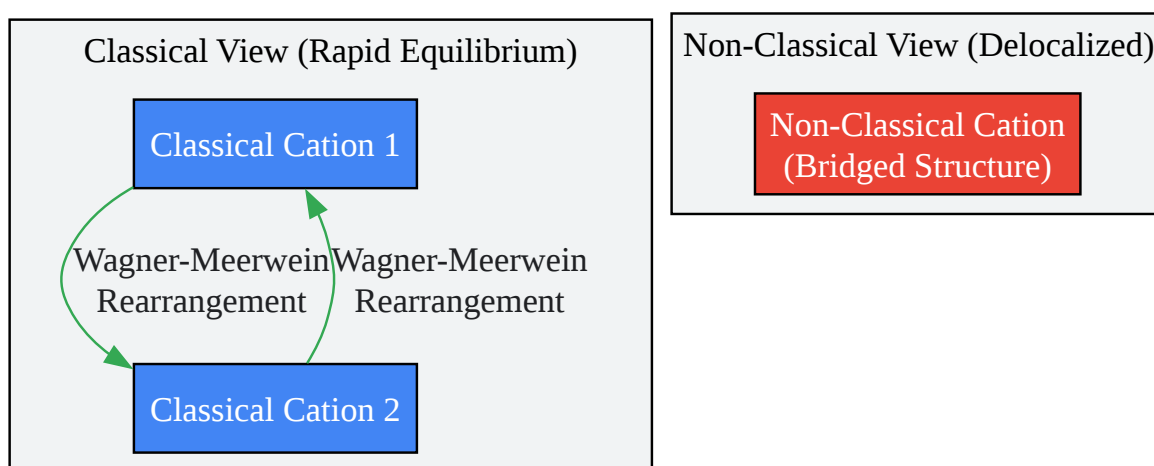 Classical View (Rapid Equilibrium)
Classical Cation 1
Wagner-Meerwein
Rearrangement
Wagner-Meerwein
Rearrangement
Classical Cation 2
Non-Classical View (Delocalized)
Non-Classical Cation
(Bridged Structure)